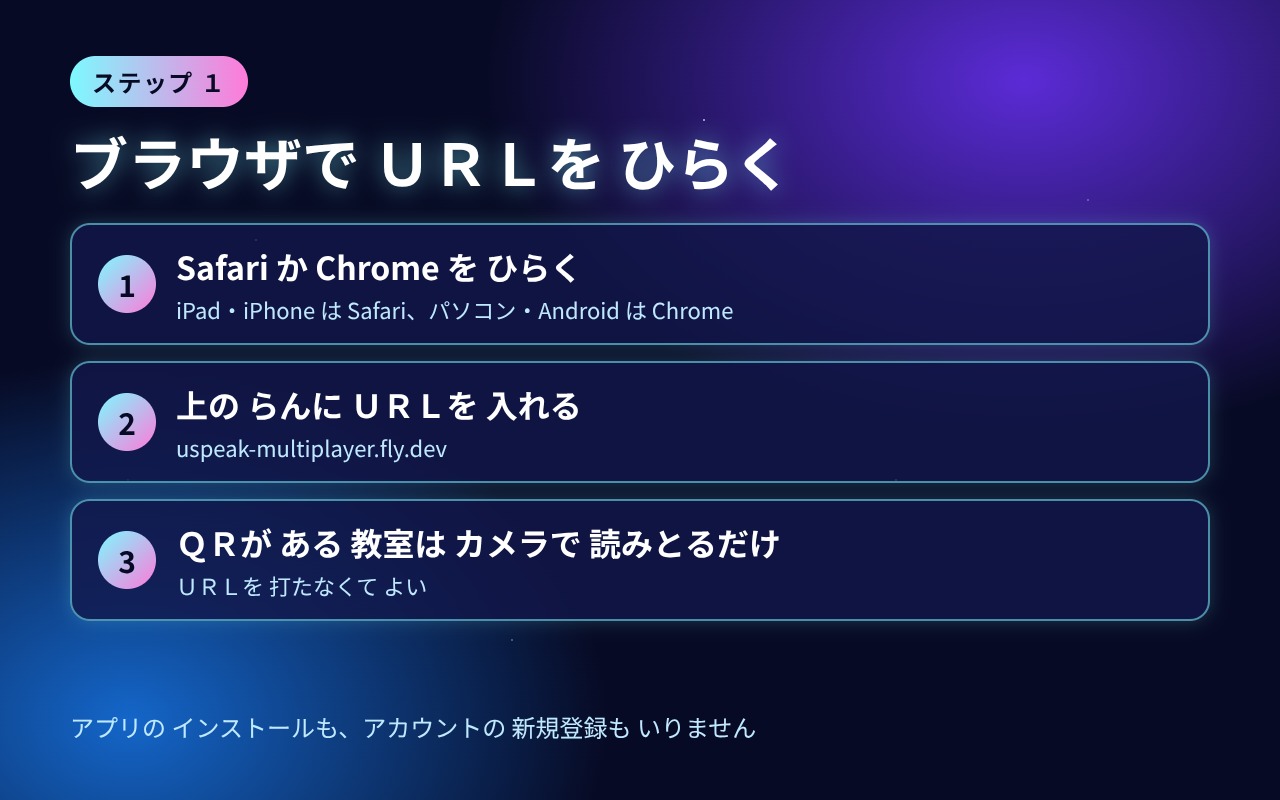 ステップ 1
ブラウザで ＵＲＬを ひらく
1
Safari か Chrome を ひらく
iPad・iPhone は Safari、パソコン・Android は Chrome
2
上の らんに ＵＲＬを 入れる
uspeak-multiplayer.fly.dev
3
ＱＲが ある 教室は カメラで 読みとるだけ
ＵＲＬを 打たなくて よい
アプリの インストールも、アカウントの 新規登録も いりません